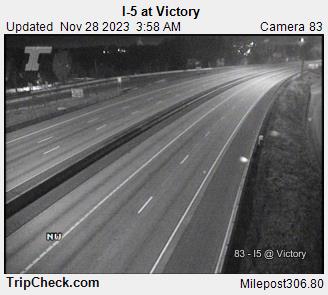 I-5 at Victory
Updated Nov 28 2023 3:58 AM Camera 83
T
NW
83 - I5 @ Victory
TripCheck.com Milepost306.80